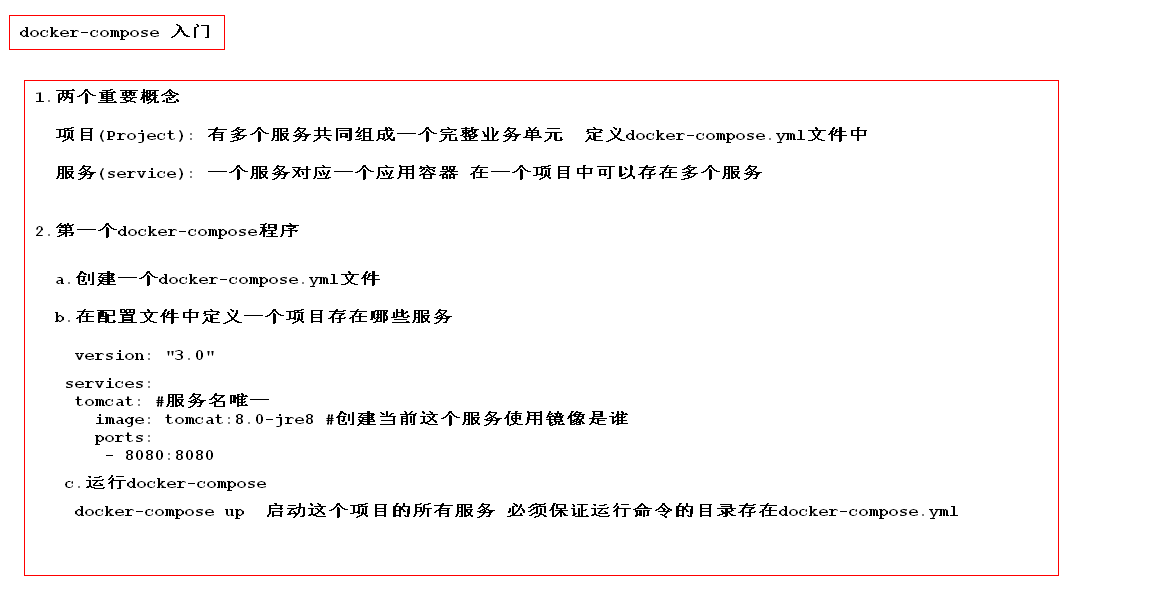 docker-compose 入门
1.两个重要概念
项目(Project): 有多个服务共同组成一个完整业务单元 定义docker-compose.yml文件中
服务(service): 一个服务对应一个应用容器 在一个项目中可以存在多个服务
2.第一个docker-compose程序
a.创建一个docker-compose.yml文件
b.在配置文件中定义一个项目存在哪些服务
version: "3.0"
services:
tomcat: #服务名唯一
image: tomcat:8.0-jre8 #创建当前这个服务使用镜像是谁
ports:
- 8080:8080
c.运行docker-compose
docker-compose up 启动这个项目的所有服务 必须保证运行命令的目录存在docker-compose.yml